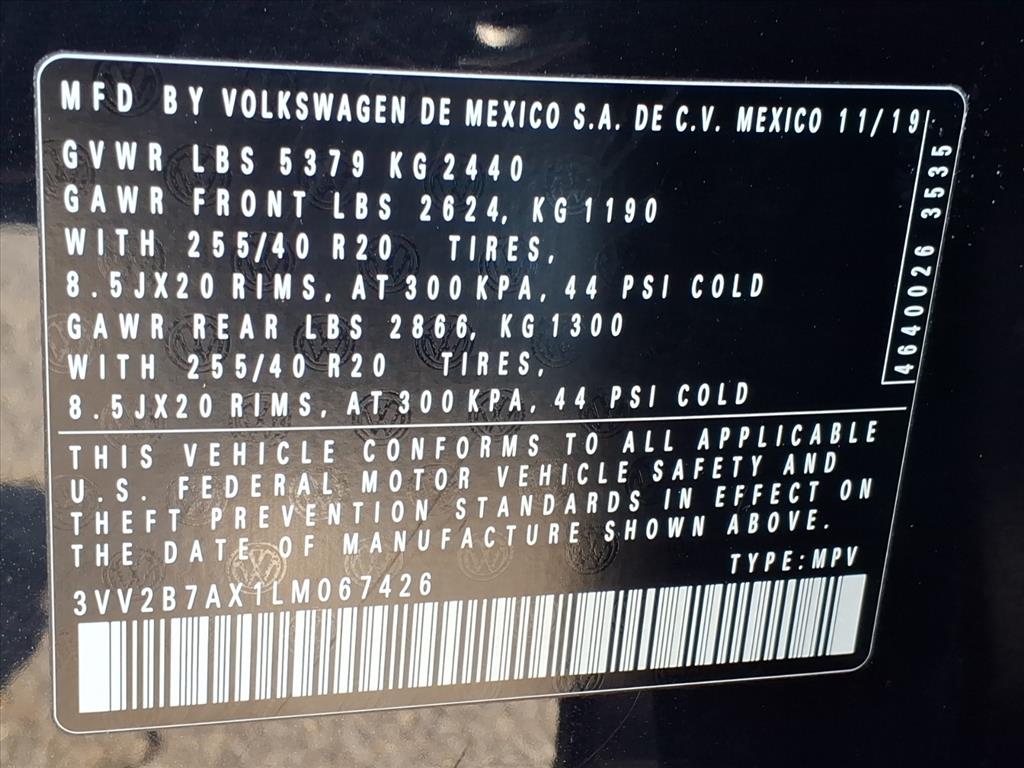 MFD BY VOLKSWAGEN DE MEXICO S.A. DE C.V. MEXICO 11/19
GVWR LBS 5379 KG 2440
GAWR FRONT LBS 2624, KG 1190
WITH 255/40 R20 TIRES,
8.5JX20 RIMS, AT 300 KPA, 44 PSI COLD
GAWR REAR LBS 2866, KG 1300
WITH 255/40 R20 TIRES,
8.5JX20 RIMS, AT 300 KPA, 44 PSI COLD
4640026 3535
THIS VEHICLE CONFORMS TO ALL APPLICABLE
U.S. FEDERAL MOTOR VEHICLE SAFETY AND
THEFT PREVENTION STANDARDS IN EFFECT ON
THE DATE OF MANUFACTURE SHOWN ABOVE.
TYPE: MPV
3VV2B7AX1LM067426